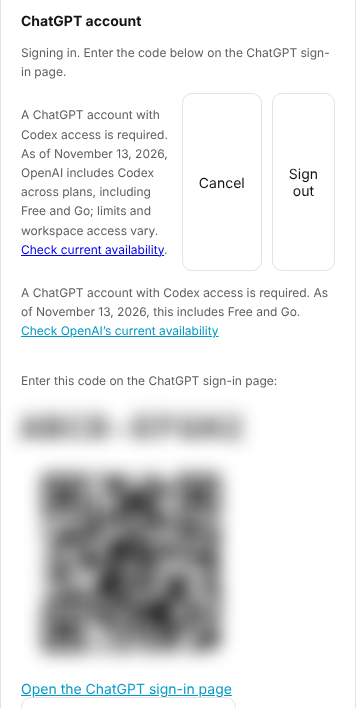 ChatGPT account
Signing in. Enter the code below on the ChatGPT sign-
in page.
A ChatGPT account with
Codex access is required.
As of November 13, 2026,
OpenAI includes Codex
across plans, including
Free and Go; limits and
workspace access vary.
Check current availability.
Cancel
Sign
out
A ChatGPT account with Codex access is required. As
of November 13, 2026, this includes Free and Go.
Check OpenAI's current availability
Enter this code on the ChatGPT sign-in page:
Open the ChatGPT sign-in page